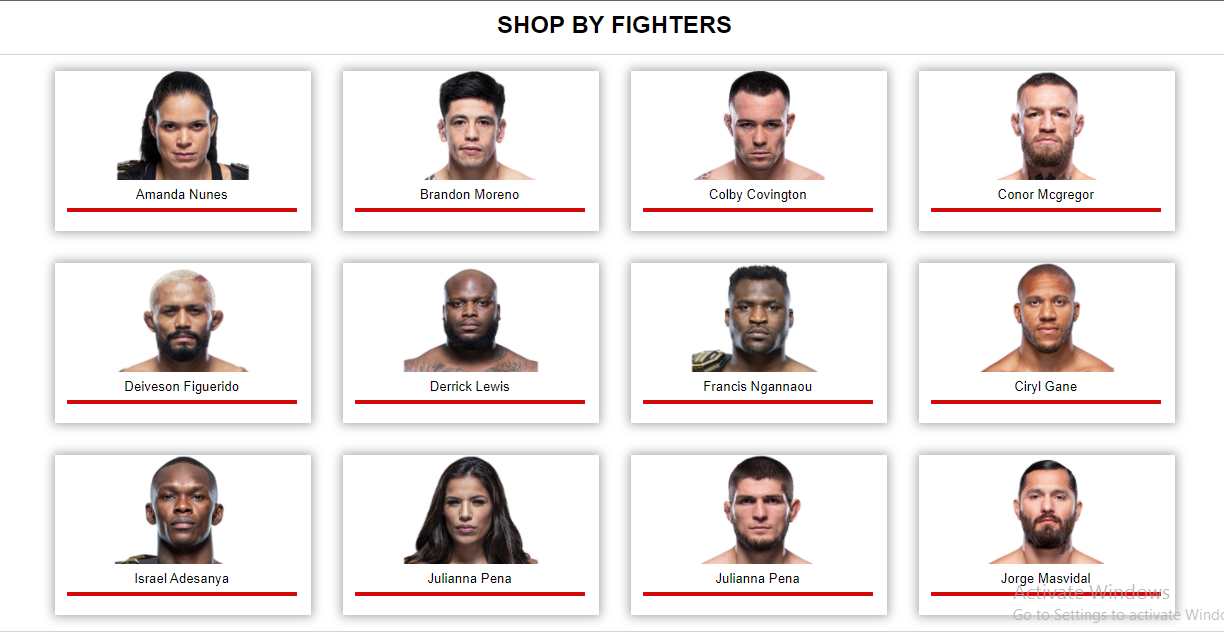 SHOP BY FIGHTERS
Amanda Nunes
Brandon Moreno
Colby Covington
Conor Mcgregor
Deiveson Figuerido
Derrick Lewis
Francis Ngannaou
Ciryl Gane
Israel Adesanya
Julianna Pena
Julianna Pena
Jorge Masvidal
Activate Windows
Go to Settings to activate Windo